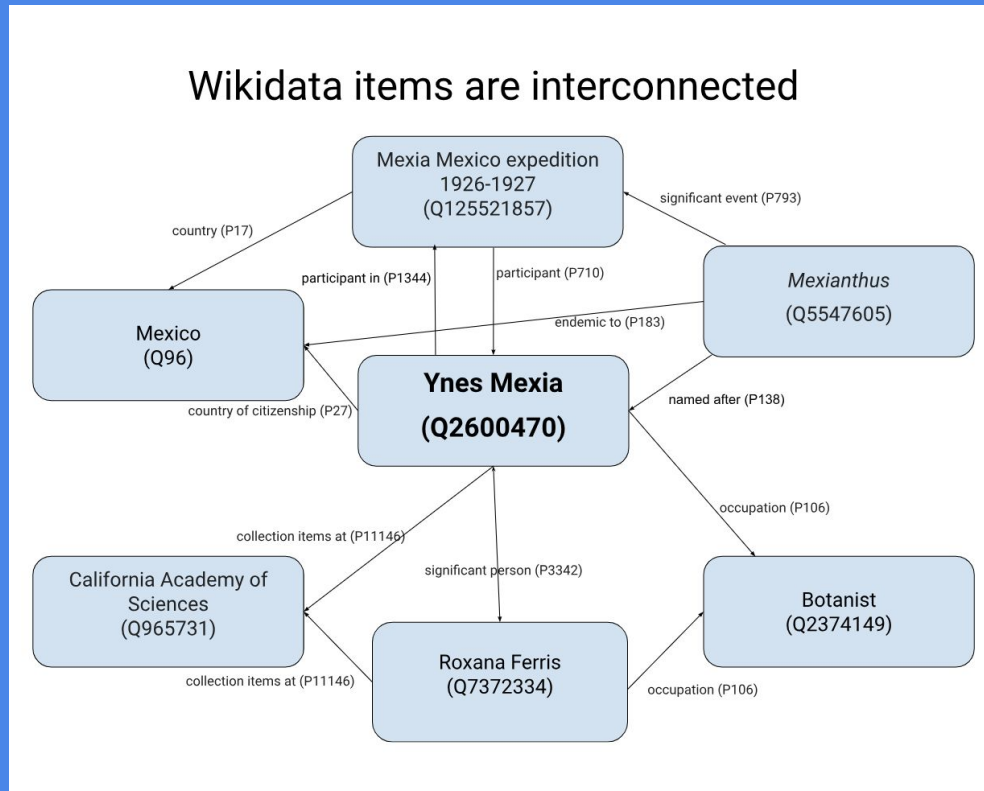 Wikidata items are interconnected
Mexia Mexico expedition
1926-1927
(Q125521857)
significant event (P793)
country (P17)
participant in (P1344)
participant (P710)
Mexianthus
(Q5547605)
Mexico
(Q96)
endemic to (P183)
Ynes Mexia
(Q2600470)
country of citizenship (P27)
named after (P138)
occupation (P106)
collection items at (P11146)
significant person (P3342)
California Academy of
Sciences
(Q965731)
Botanist
(Q2374149)
Roxana Ferris
(Q7372334)
collection items at (P11146)
occupation (P106)